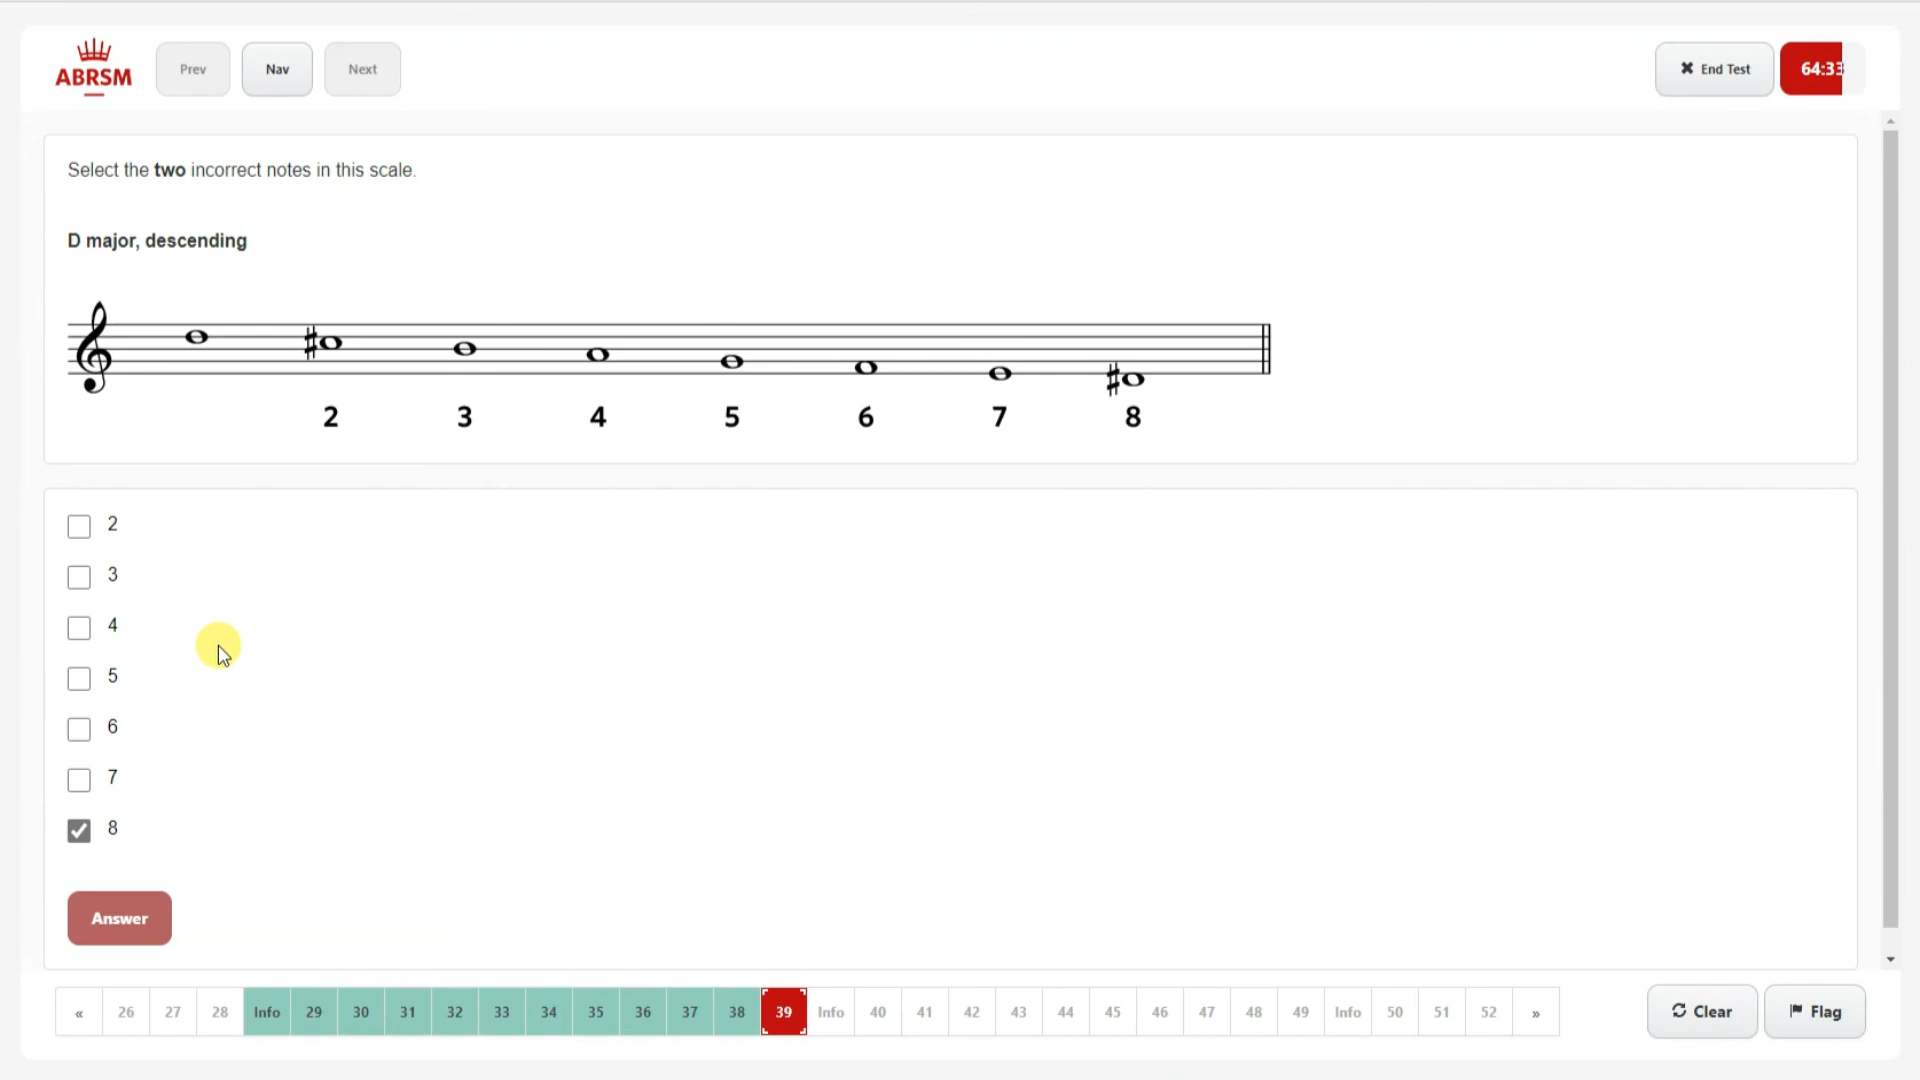 ABRSM
Prev
Nav
Next
✖ End Test
64:33
Select the two incorrect notes in this scale.
D major, descending
2 3 4 5 6 7 8
2
3
4
5
6
7
8
Answer
« 26 27 28 Info 29 30 31 32 33 34 35 36 37 38 39 Info 40 41 42 43 44 45 46 47 48 49 Info 50 51 52 »
Clear
Flag